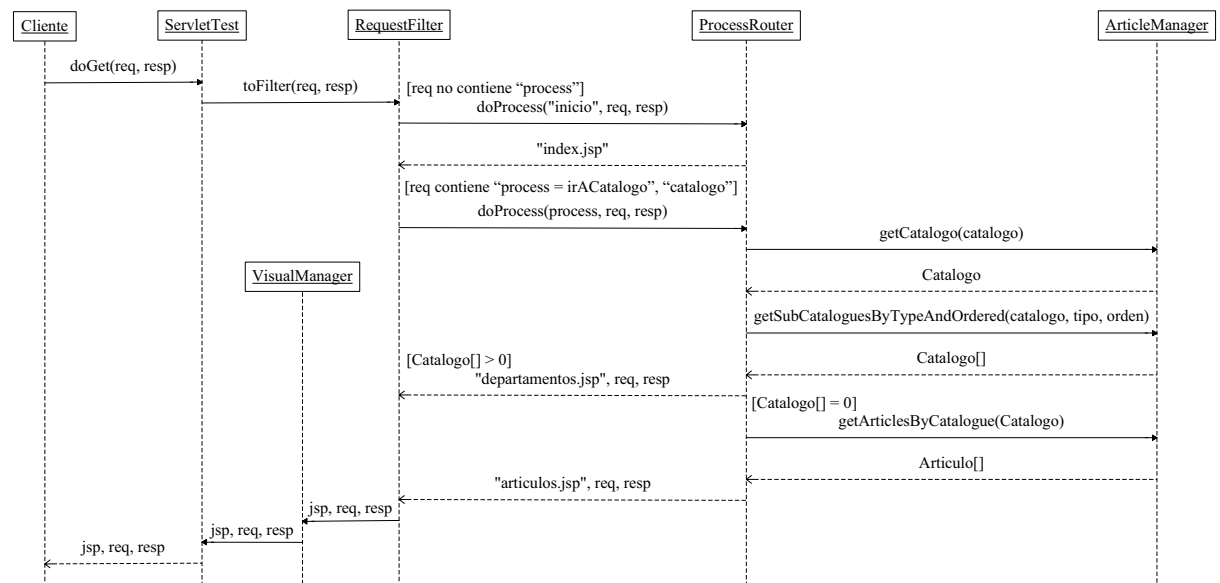 Cliente
ServletTest
RequestFilter
ProcessRouter
ArticleManager
doGet(req, resp)
toFilter(req, resp)
[req no contiene “process”]
doProcess("inicio", req, resp)
"index.jsp"
[req contiene “process = irACatalogo”, “catalogo”]
doProcess(process, req, resp)
getCatalogo(catalogo)
VisualManager
Catalogo
getSubCataloguesByTypeAndOrdered(catalogo, tipo, orden)
[Catalogo[] > 0]
Catalogo[]
"departamentos.jsp", req, resp
[Catalogo[] = 0]
getArticlesByCatalogue(Catalogo)
Articulo[]
"articulos.jsp", req, resp
jsp, req, resp
jsp, req, resp
jsp, req, resp